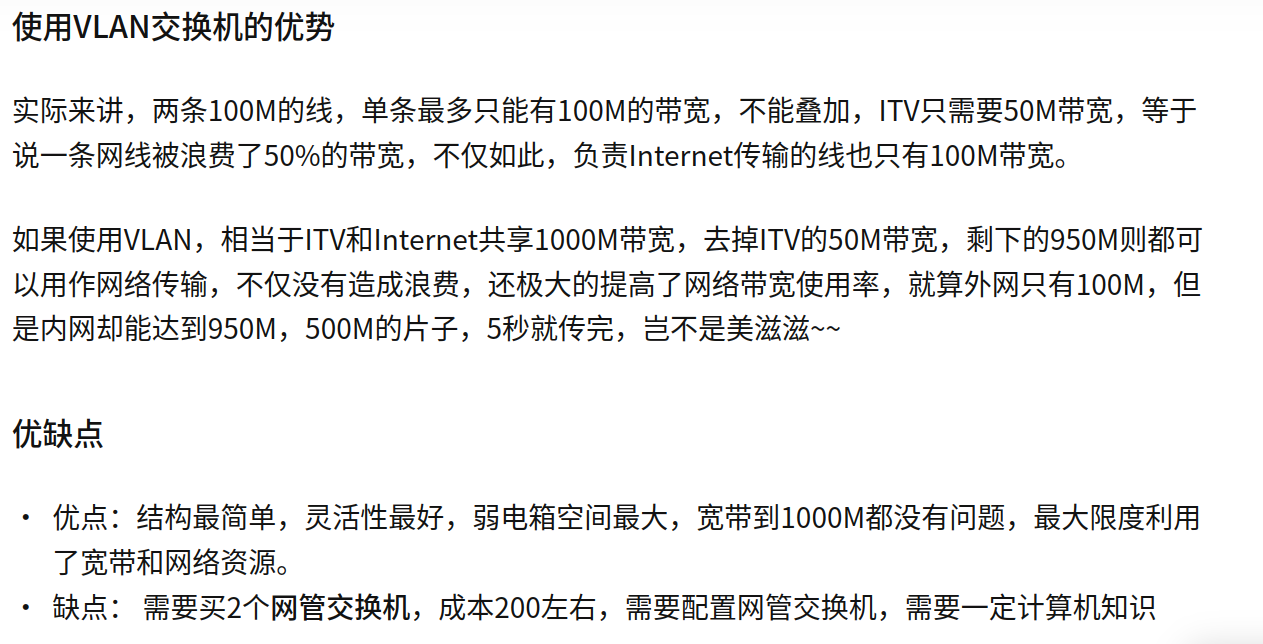 使用VLAN交换机的优势
实际来讲，两条100M的线，单条最多只能有100M的带宽，不能叠加，ITV只需要50M带宽，等于
说一条网线被浪费了50%的带宽，不仅如此，负责Internet传输的线也只有100M带宽。
如果使用VLAN，相当于ITV和Internet共享1000M带宽，去掉ITV的50M带宽，剩下的950M则都可
以用作网络传输，不仅没有造成浪费，还极大的提高了网络带宽使用率，就算外网只有100M，但
是内网却能达到950M，500M的片子，5秒就传完，岂不是美滋滋~~
优缺点
• 优点：结构最简单，灵活性最好，弱电箱空间最大，宽带到1000M都没有问题，最大限度利用
了宽带和网络资源。
• 缺点： 需要买2个网管交换机，成本200左右，需要配置网管交换机，需要一定计算机知识